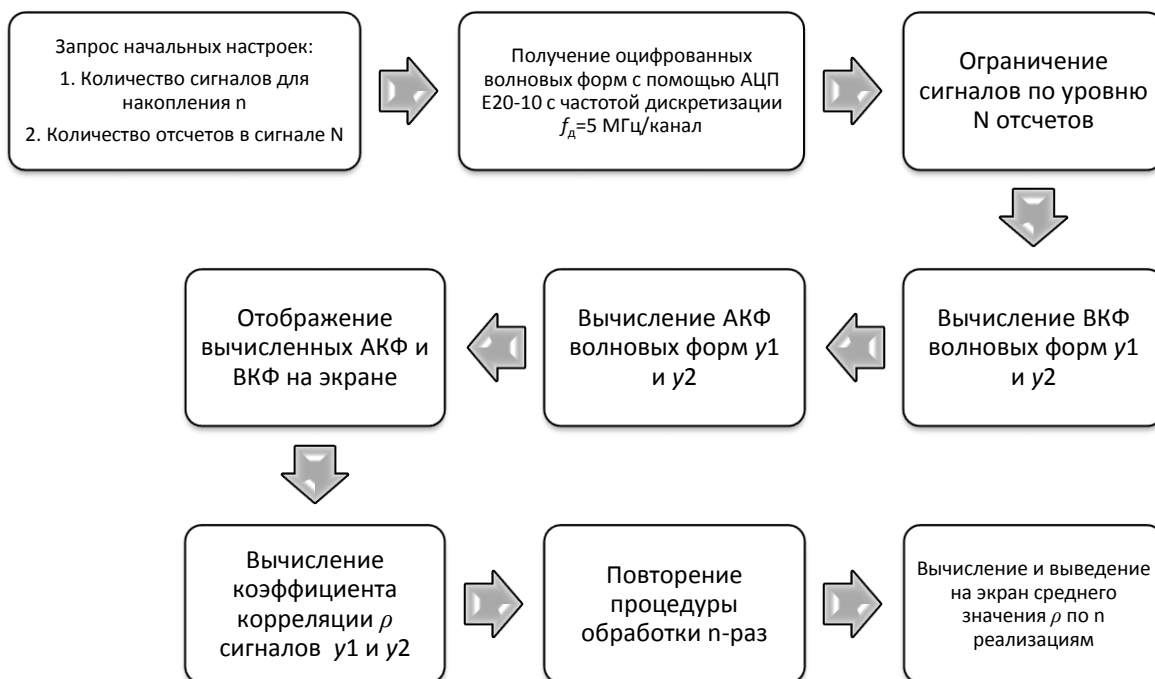 Запрос начальных настроек:
1. Количество сигналов для
накопления n
2. Количество отсчетов в сигнале N
Получение оцифрованных
волновых форм с помощью АЦП
E20-10 с частотой дискретизации
fд=5 МГц/канал
Ограничение
сигналов по уровню
N отсчетов
Вычисление ВКФ
волновых форм y1
и y2
Вычисление АКФ
волновых форм y1
и y2
Отображение
вычисленных АКФ и
ВКФ на экране
Вычисление
коэффициента
корреляции ρ
сигналов y1 и y2
Повторение
процедуры
обработки n-раз
Вычисление и выведение
на экран среднего
значения ρ по n
реализациям